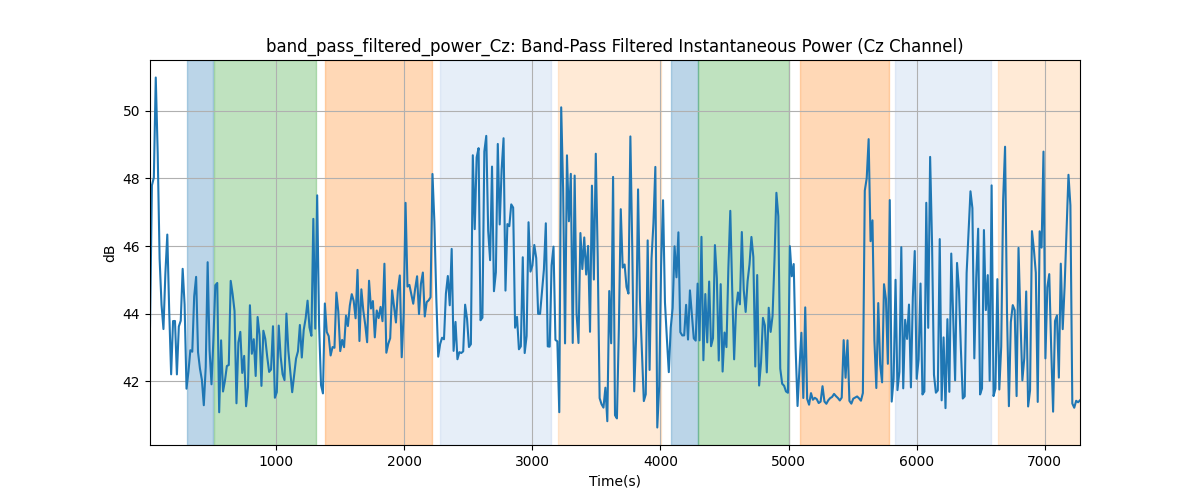 band_pass_filtered_power_Cz: Band-Pass Filtered Instantaneous Power (Cz Channel)
50
48
46
44
42
dB
1000 2000 3000 4000 5000 6000 7000
Time(s)